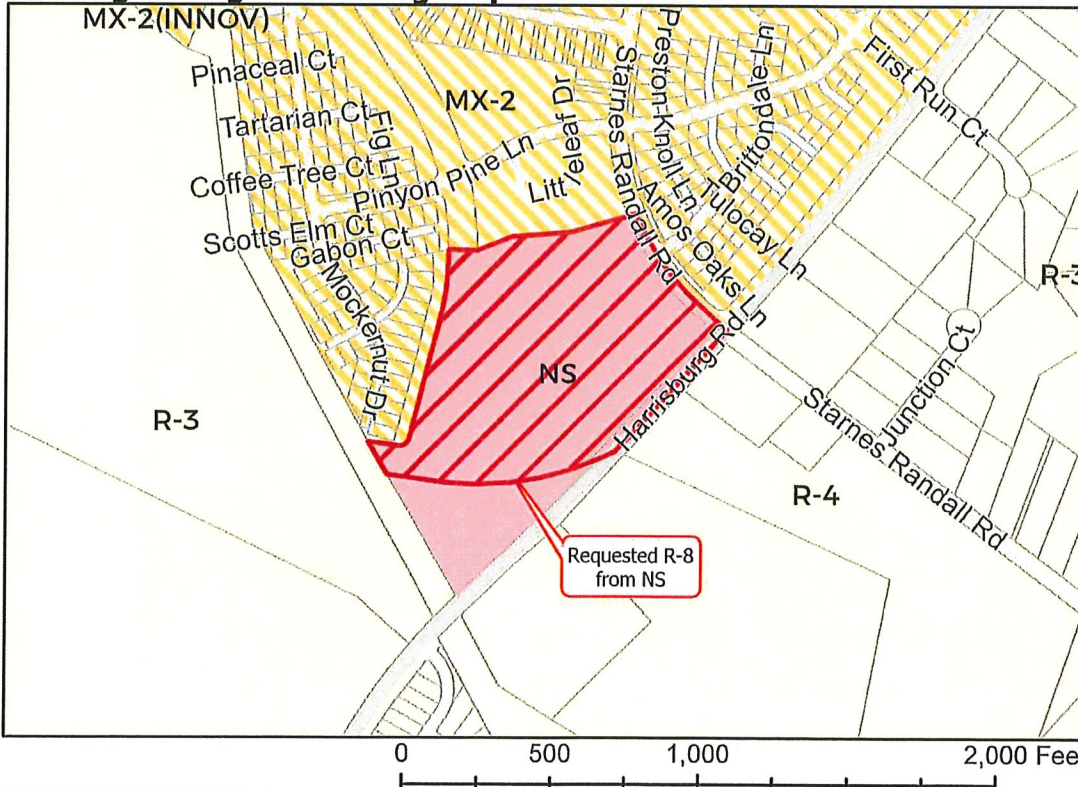 MX-2(INNOV)
Pinaceal Ct
Tartarian Ct
Fig Ln
Coffee Tree Ct
Pinyon Pine Ln
Scotts Elm Ct
Gabon Ct
Mockernut Dr
MX-2
Littleleaf Dr
Starnes Randall Rd
Preston Knoll Ln
Brittondale Ln
Amos Oaks Ln
Tulocay Ln
First Run Ct
R-3
NS
Harrisburg Rd
Junction Ct
Starnes Randall Rd
R-3
R-4
Requested R-8
from NS
0 500 1,000 2,000 Fee